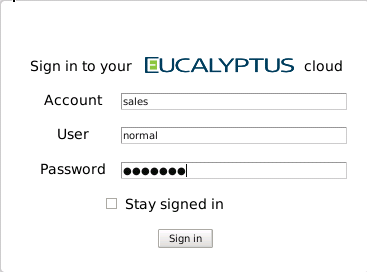 Sign in to your EUCALYPTUS cloud
Account sales
User normal
Password ●●●●●●●
Stay signed in
Sign in